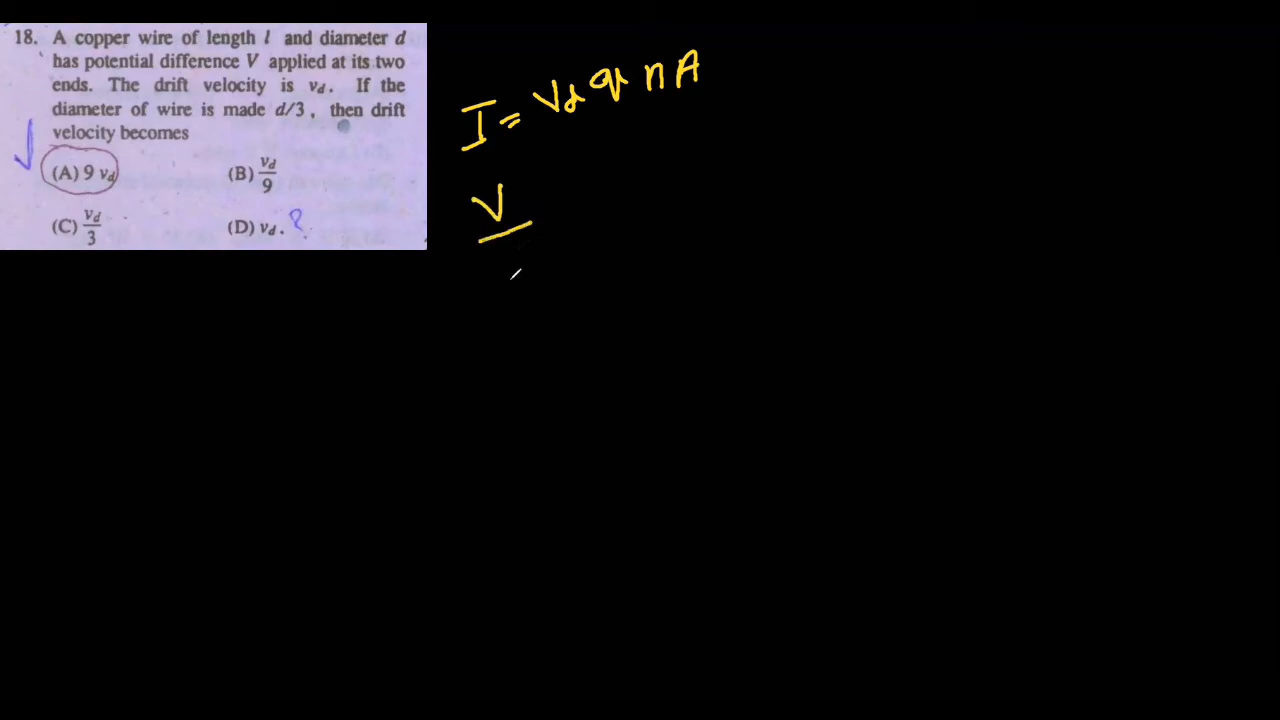 18. A copper wire of length l and diameter d
has potential difference V applied at its two
ends. The drift velocity is v_d. If the
diameter of wire is made d/3, then drift
velocity becomes
(A) 9 v_d (B) v_d/9
(C) v_d/3 (D) v_d. ?
I = V_d q n A
V